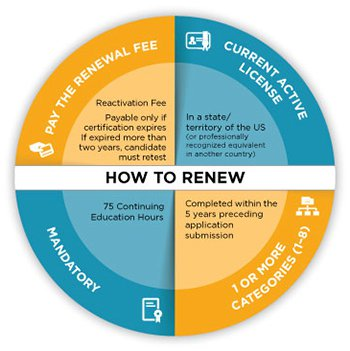 PAY THE RENEWAL FEE
Reactivation Fee
Payable only if
certification expires
If expired more than
two years, candidate
must retest
CURRENT ACTIVE
LICENSE
In a state/
territory of the US
(or professionally
recognized equivalent
in another country)
HOW TO RENEW
75 Continuing
Education Hours
MANDATORY
Completed within the
5 years preceding
application
submission
1 OR MORE
CATEGORIES (1-8)